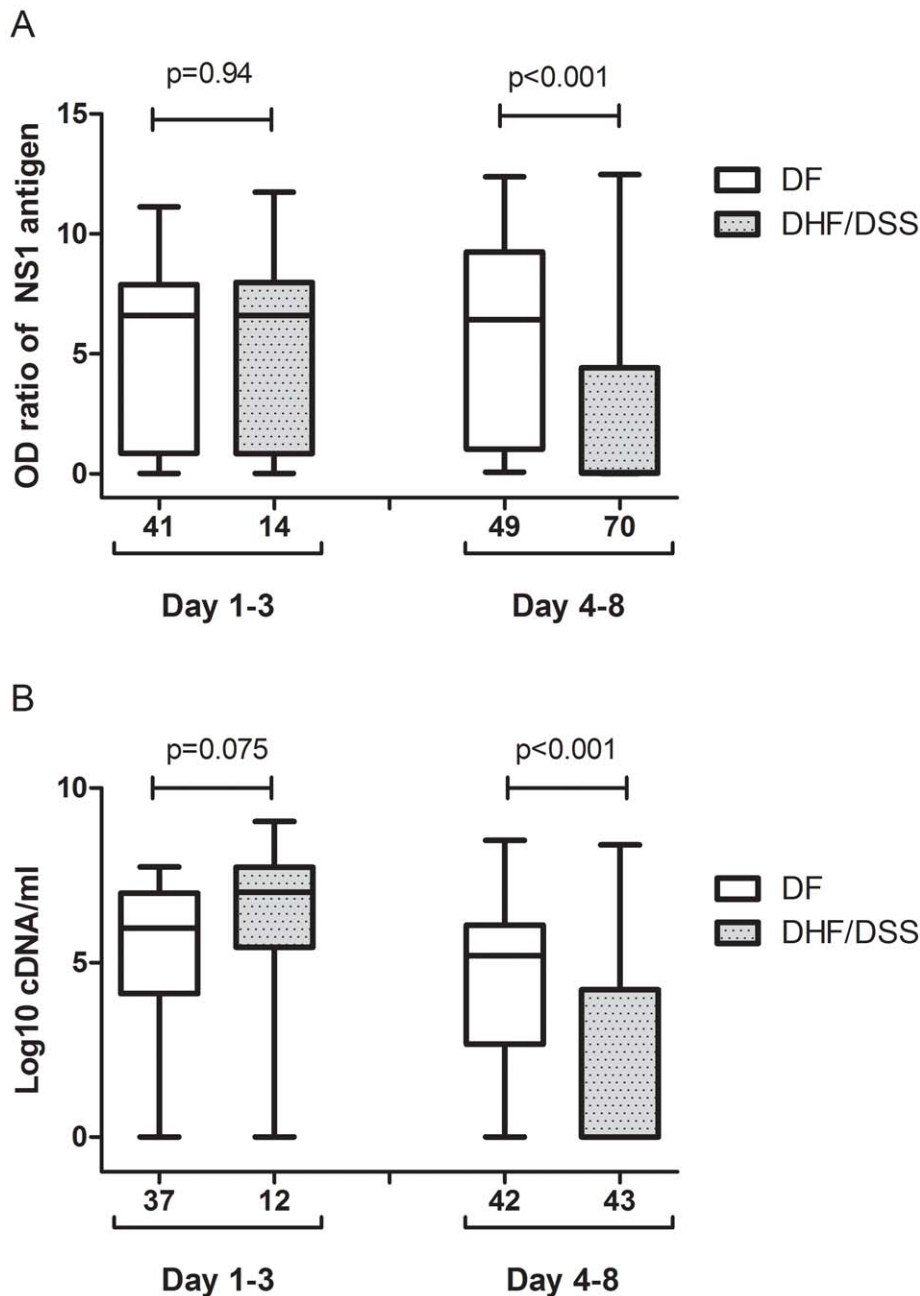 A
p=0.94
p<0.001
15
10
5
0
OD ratio of NS1 antigen
DF
DHF/DSS
41
14
49
70
Day 1-3
Day 4-8
B
p=0.075
p<0.001
10
5
0
Log10 cDNA/ml
DF
DHF/DSS
37
12
42
43
Day 1-3
Day 4-8